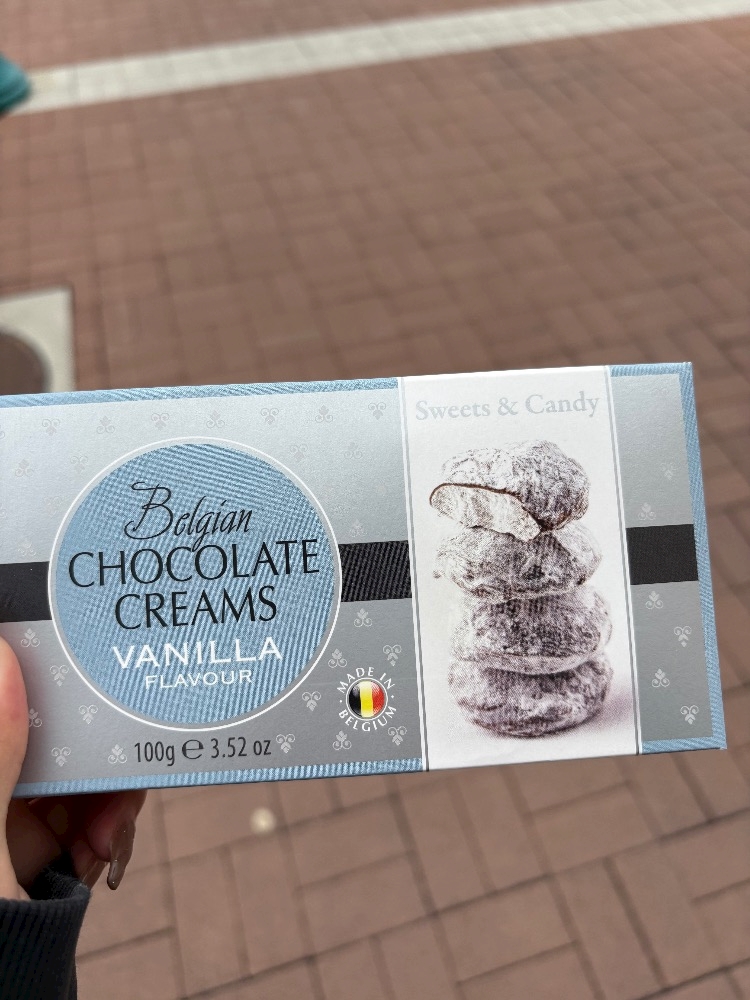 Sweets & Candy
Belgian
CHOCOLATE
CREAMS
VANILLA
FLAVOUR
MADE IN
BELGIUM
100g ℮ 3.52 oz